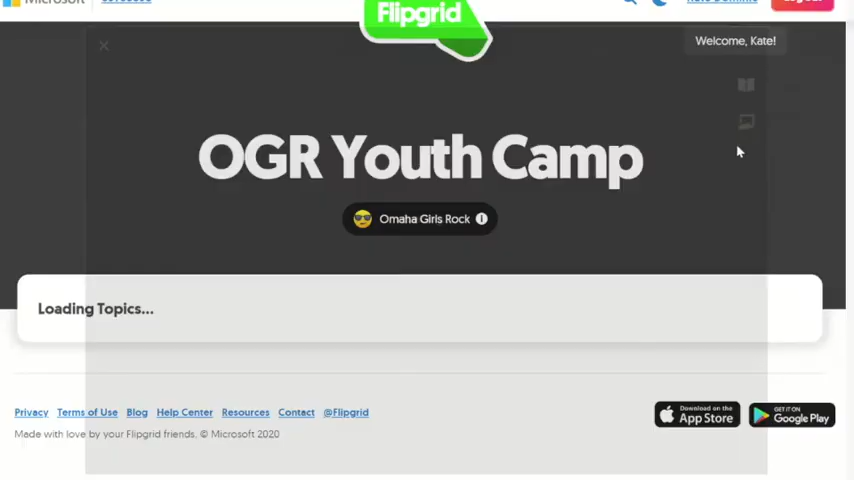 Microsoft
Flipgrid
Welcome, Kate!
OGR Youth Camp
Omaha Girls Rock
Loading Topics...
Privacy Terms of Use Blog Help Center Resources Contact @Flipgrid
Download on the App Store
GET IT ON Google Play
Made with love by your Flipgrid friends. © Microsoft 2020